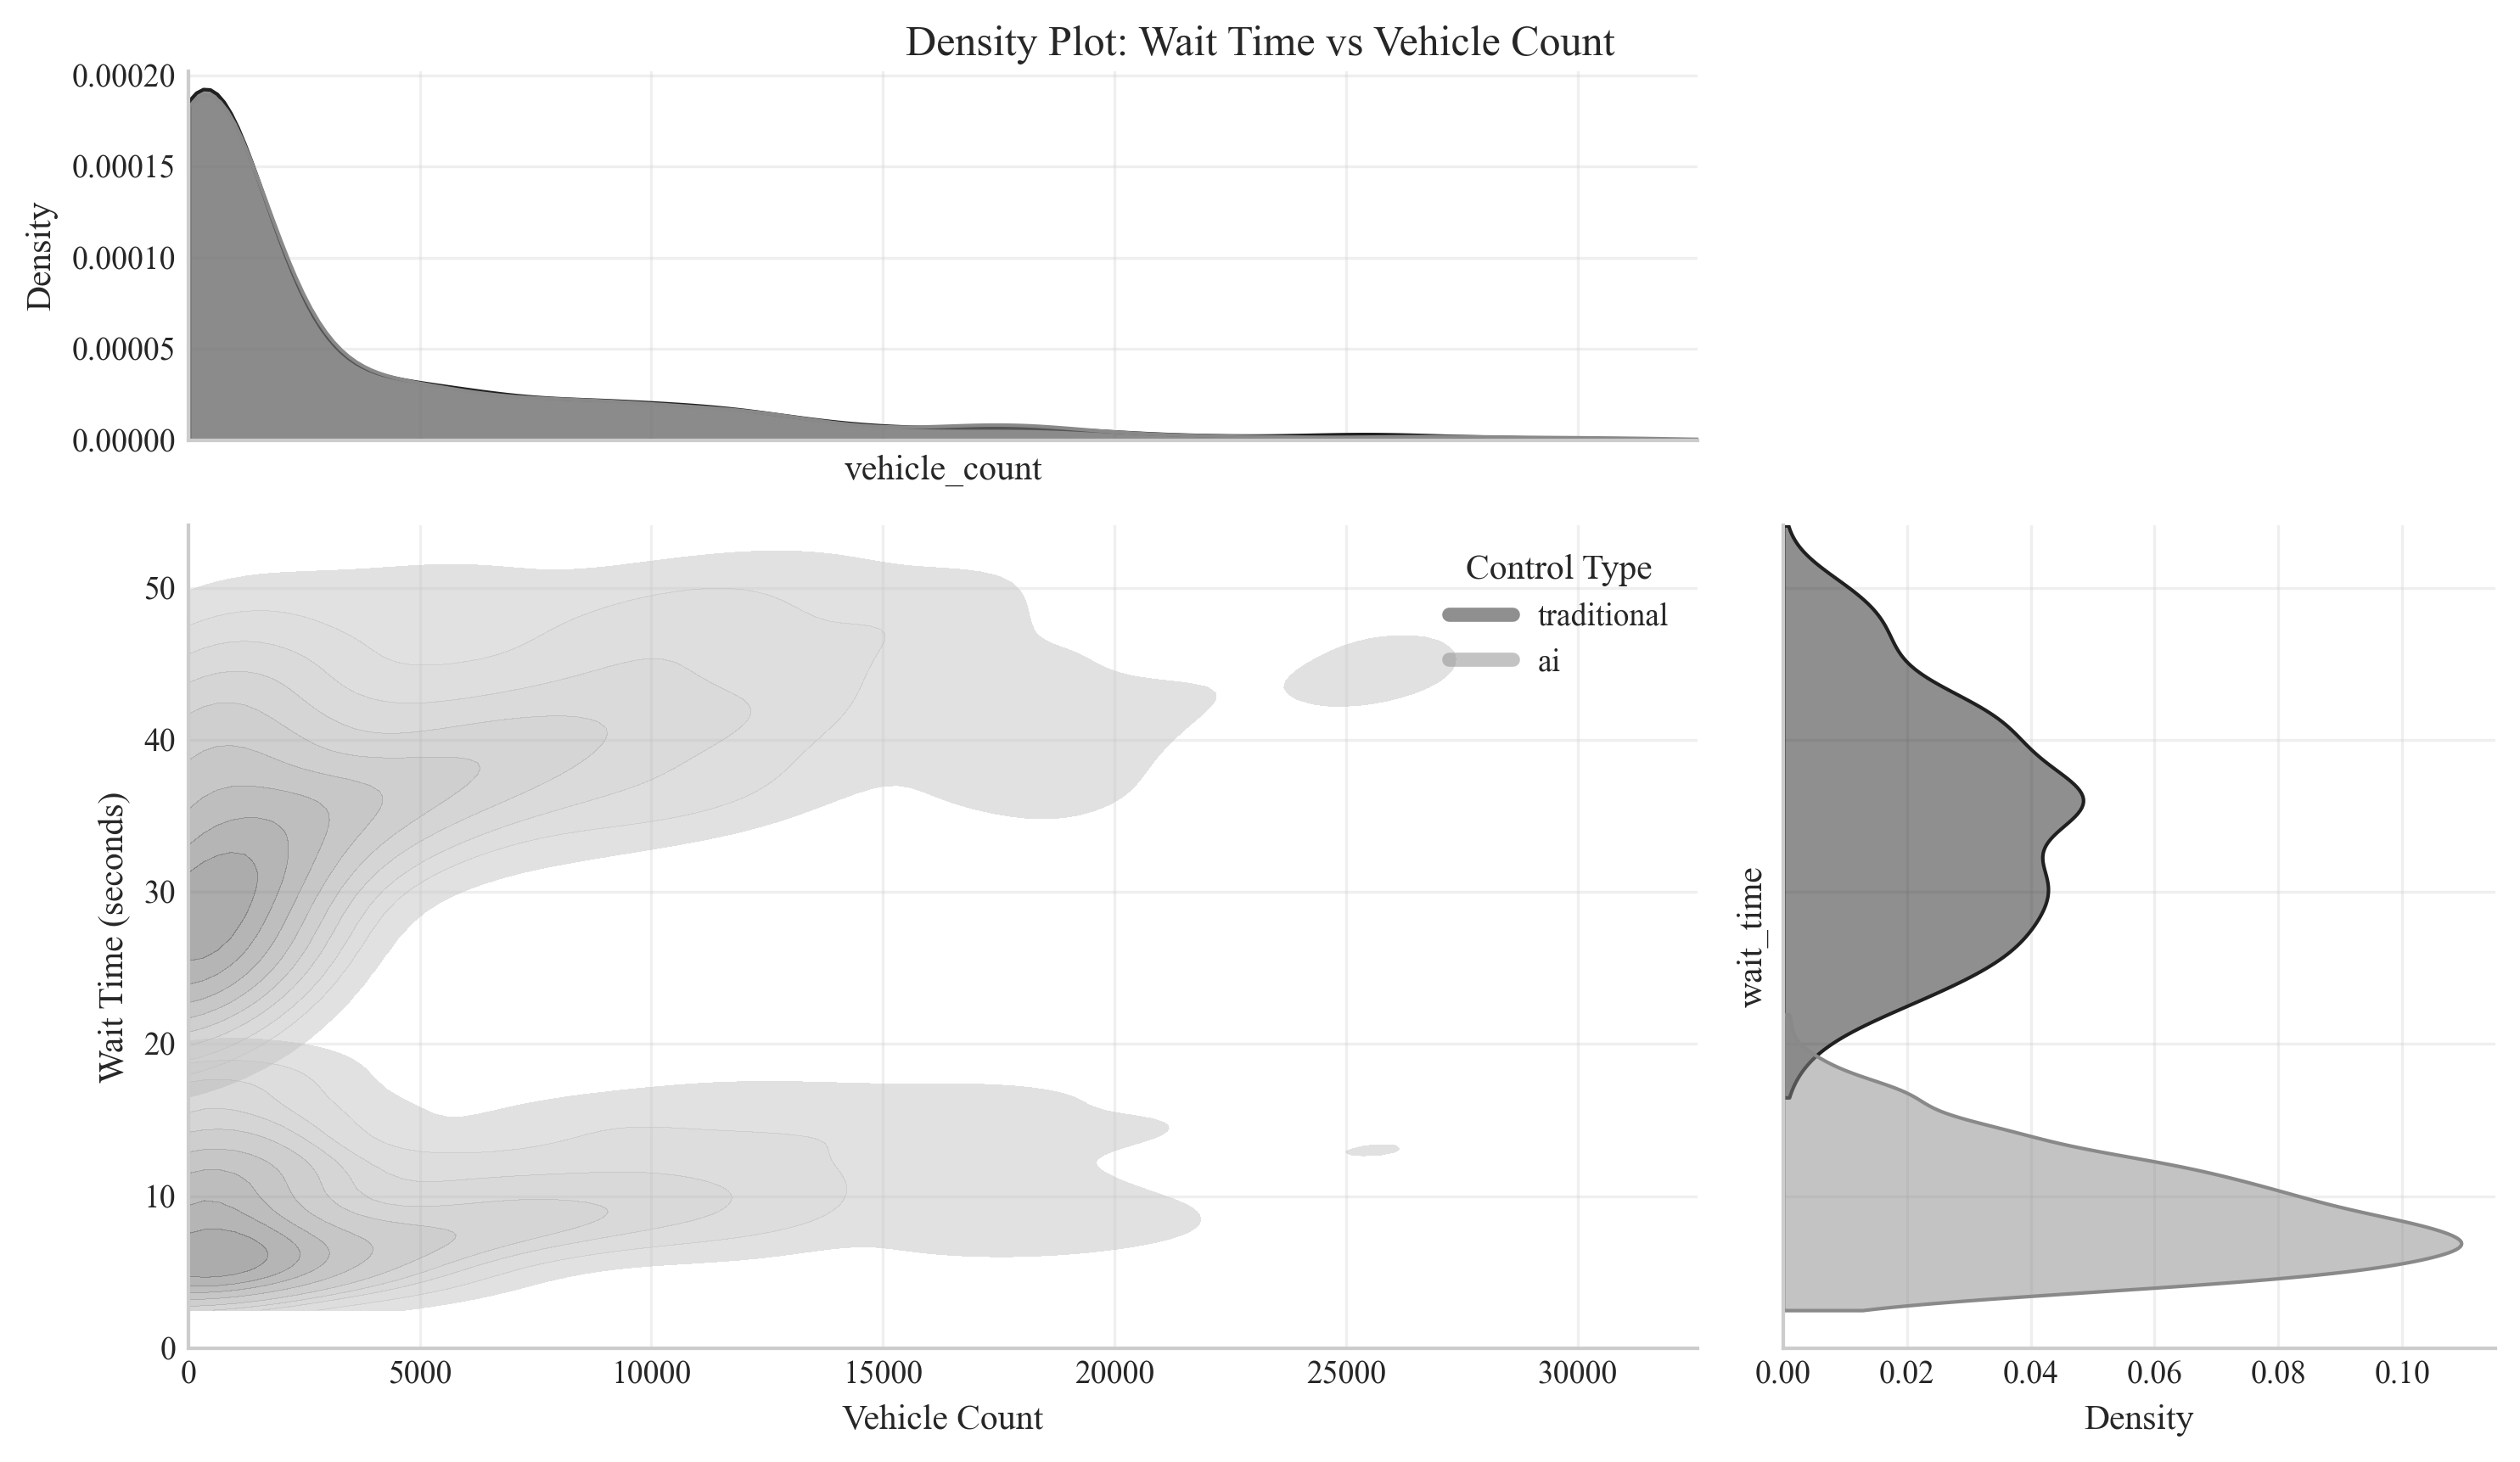 Density Plot: Wait Time vs Vehicle Count
0.00020
0.00015
0.00010
0.00005
0.00000
Density
vehicle_count
Control Type
traditional
ai
50
40
30
20
10
0
Wait Time (seconds)
0 5000 10000 15000 20000 25000 30000
Vehicle Count
wait_time
0.00 0.02 0.04 0.06 0.08 0.10
Density